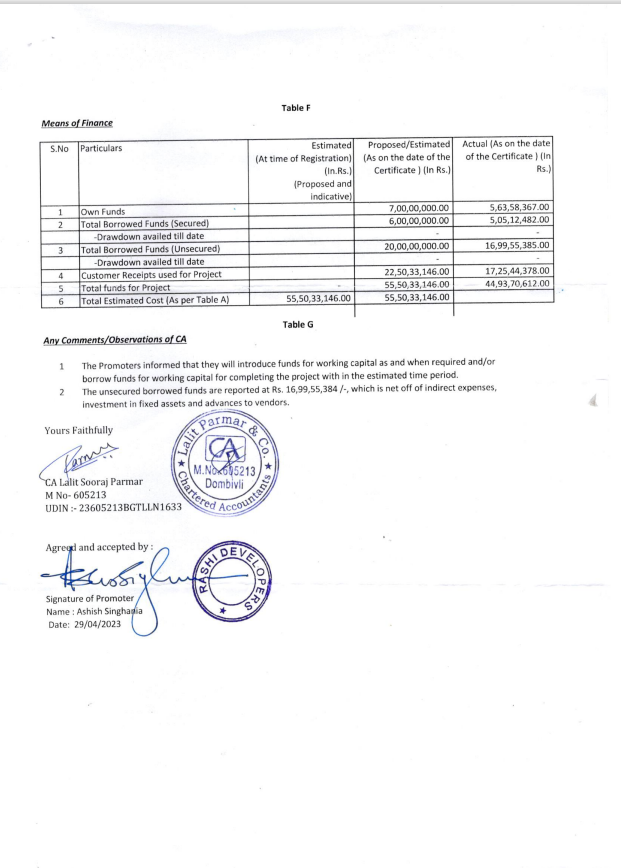 Table F
Means of Finance
S.No Particulars Estimated (At time of Registration) (In.Rs.) (Proposed and indicative) Proposed/Estimated (As on the date of the Certificate ) (In Rs.) Actual (As on the date of the Certificate ) (In Rs.)
1 Own Funds 7,00,00,000.00 5,63,58,367.00
2 Total Borrowed Funds (Secured) 6,00,00,000.00 5,05,12,482.00
-Drawdown availed till date - -
3 Total Borrowed Funds (Unsecured) 20,00,00,000.00 16,99,55,385.00
-Drawdown availed till date - -
4 Customer Receipts used for Project 22,50,33,146.00 17,25,44,378.00
5 Total funds for Project - 55,50,33,146.00 44,93,70,612.00
6 Total Estimated Cost (As per Table A) 55,50,33,146.00 55,50,33,146.00
Table G
Any Comments/Observations of CA
1 The Promoters informed that they will introduce funds for working capital as and when required and/or
borrow funds for working capital for completing the project with in the estimated time period.
2 The unsecured borrowed funds are reported at Rs. 16,99,55,384 /-, which is net off of indirect expenses,
investment in fixed assets and advances to vendors.
Yours Faithfully
Lalit Parmar & Co.
CA
M.No.605213
Dombivli
Chartered Accountants
CA Lalit Sooraj Parmar
M No- 605213
UDIN :- 23605213BGTLLN1633
Agreed and accepted by :
RASHI DEVELOPERS
Signature of Promoter
Name : Ashish Singhania
Date: 29/04/2023